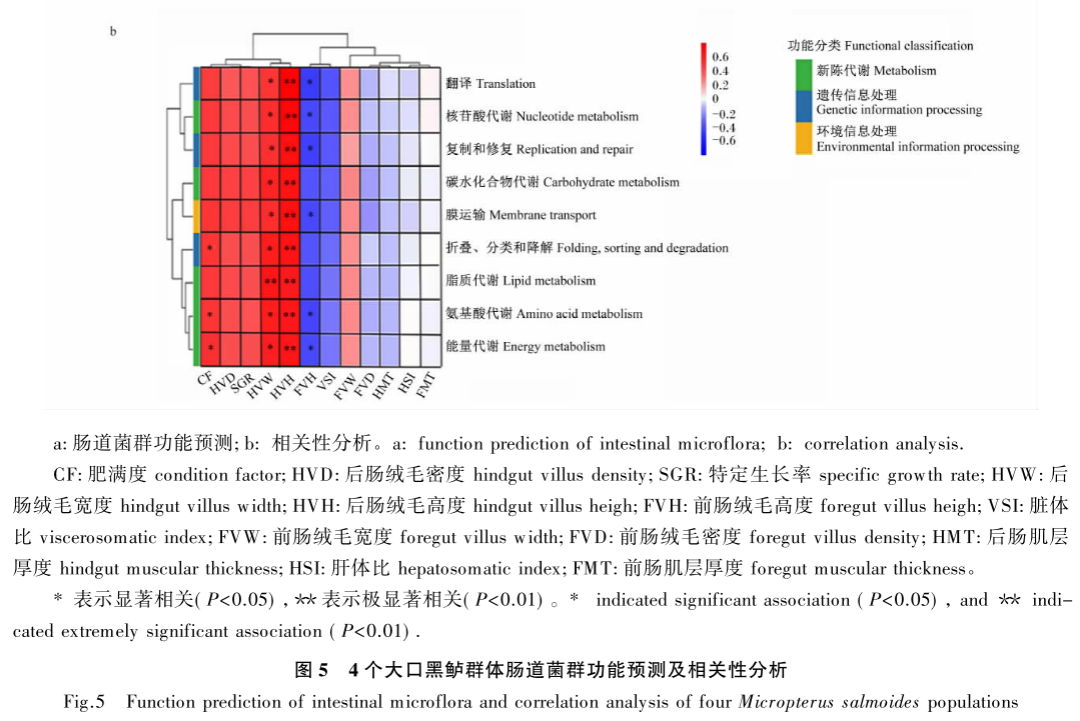 b
0.6
0.4
0.2
0
−0.2
−0.4
−0.6
功能分类 Functional classification
新陈代谢 Metabolism
遗传信息处理
Genetic information processing
环境信息处理
Environmental information processing
* ** *
翻译 Translation
* ** *
核苷酸代谢 Nucleotide metabolism
* ** *
复制和修复 Replication and repair
* **
碳水化合物代谢 Carbohydrate metabolism
* ** *
膜运输 Membrane transport
* * **
折叠、分类和降解 Folding, sorting and degradation
** **
脂质代谢 Lipid metabolism
* * ** *
氨基酸代谢 Amino acid metabolism
* * ** *
能量代谢 Energy metabolism
CF HVD SGR HVW HVH FVH VSI FVW FVD HMT HSI FMT
a: 肠道菌群功能预测; b: 相关性分析。a: function prediction of intestinal microflora; b: correlation analysis.
CF: 肥满度 condition factor; HVD: 后肠绒毛密度 hindgut villus density; SGR: 特定生长率 specific growth rate; HVW: 后
肠绒毛宽度 hindgut villus width; HVH: 后肠绒毛高度 hindgut villus heigh; FVH: 前肠绒毛高度 foregut villus heigh; VSI: 脏体
比 viscerosomatic index; FVW: 前肠绒毛宽度 foregut villus width; FVD: 前肠绒毛密度 foregut villus density; HMT: 后肠肌层
厚度 hindgut muscular thickness; HSI: 肝体比 hepatosomatic index; FMT: 前肠肌层厚度 foregut muscular thickness。
* 表示显著相关( P<0.05) , ** 表示极显著相关( P<0.01) 。* indicated significant association ( P<0.05) , and ** indi-
cated extremely significant association ( P<0.01) .
图 5 4 个大口黑鲈群体肠道菌群功能预测及相关性分析
Fig.5 Function prediction of intestinal microflora and correlation analysis of four Micropterus salmoides populations